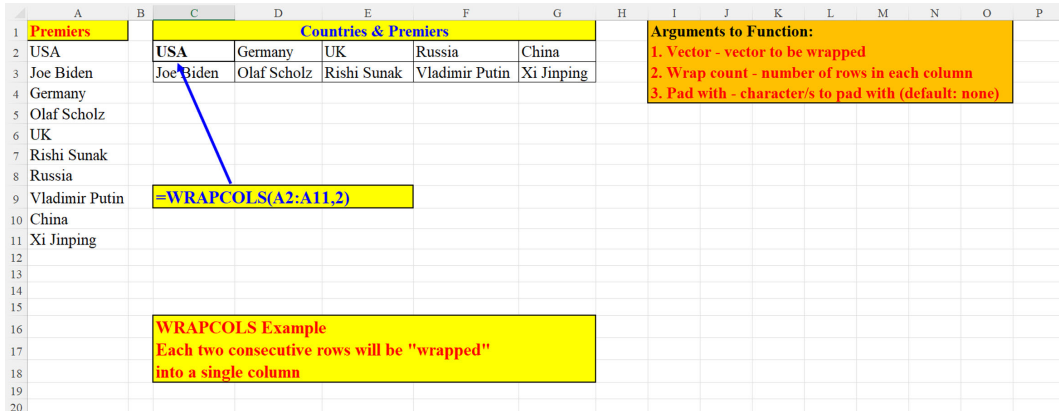 A B C D E F G H I J K L M N O P
1 Premiers Countries & Premiers Arguments to Function:
2 USA USA Germany UK Russia China 1. Vector - vector to be wrapped
3 Joe Biden Joe Biden Olaf Scholz Rishi Sunak Vladimir Putin Xi Jinping 2. Wrap count - number of rows in each column
4 Germany 3. Pad with - character/s to pad with (default: none)
5 Olaf Scholz
6 UK
7 Rishi Sunak
8 Russia
9 Vladimir Putin =WRAPCOLS(A2:A11,2)
10 China
11 Xi Jinping
12
13
14
15
16 WRAPCOLS Example
17 Each two consecutive rows will be "wrapped"
18 into a single column
19
20